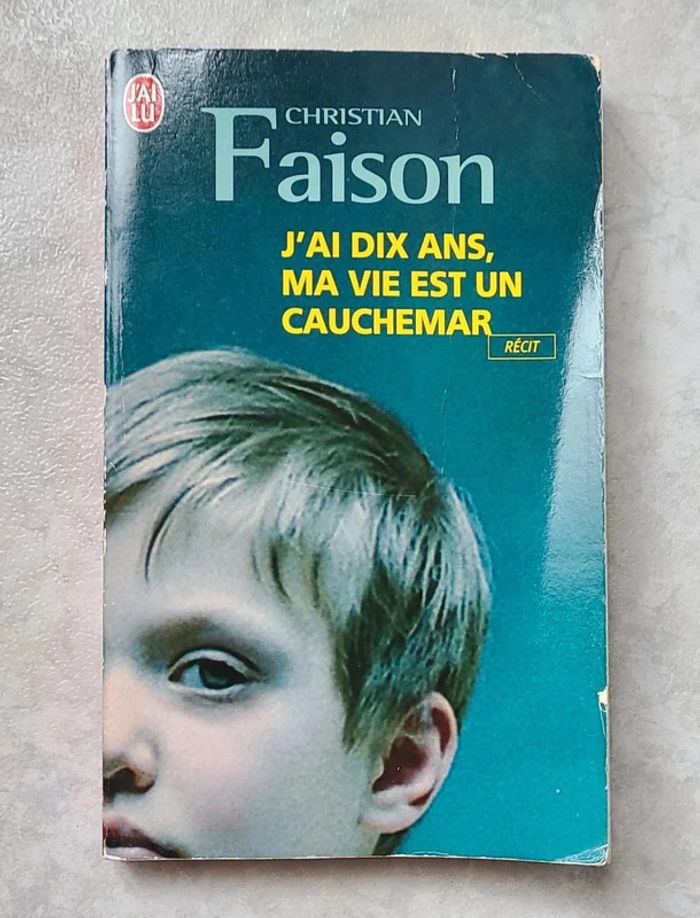 J'AI
LU
CHRISTIAN
Faison
J'AI DIX ANS,
MA VIE EST UN
CAUCHEMAR
RÉCIT